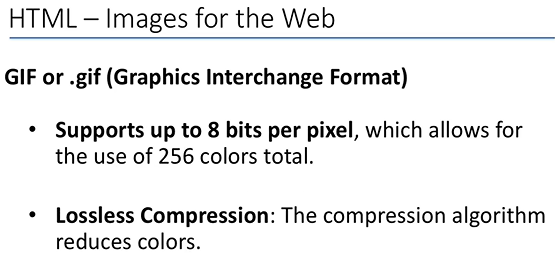 HTML – Images for the Web
GIF or .gif (Graphics Interchange Format)
• Supports up to 8 bits per pixel, which allows for
the use of 256 colors total.
• Lossless Compression: The compression algorithm
reduces colors.